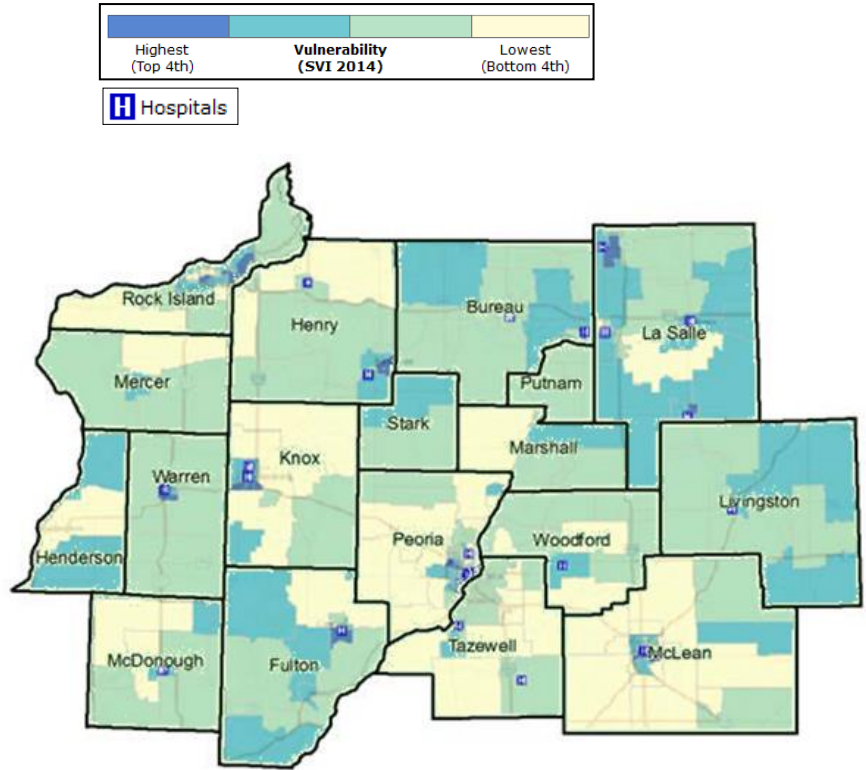 Highest
(Top 4th)
Vulnerability
(SVI 2014)
Lowest
(Bottom 4th)
H Hospitals
Rock Island
Henry
Bureau
La Salle
Mercer
Putnam
Stark
Knox
Marshall
Warren
Livingston
Peoria
Woodford
Henderson
McDonough
Fulton
Tazewell
McLean